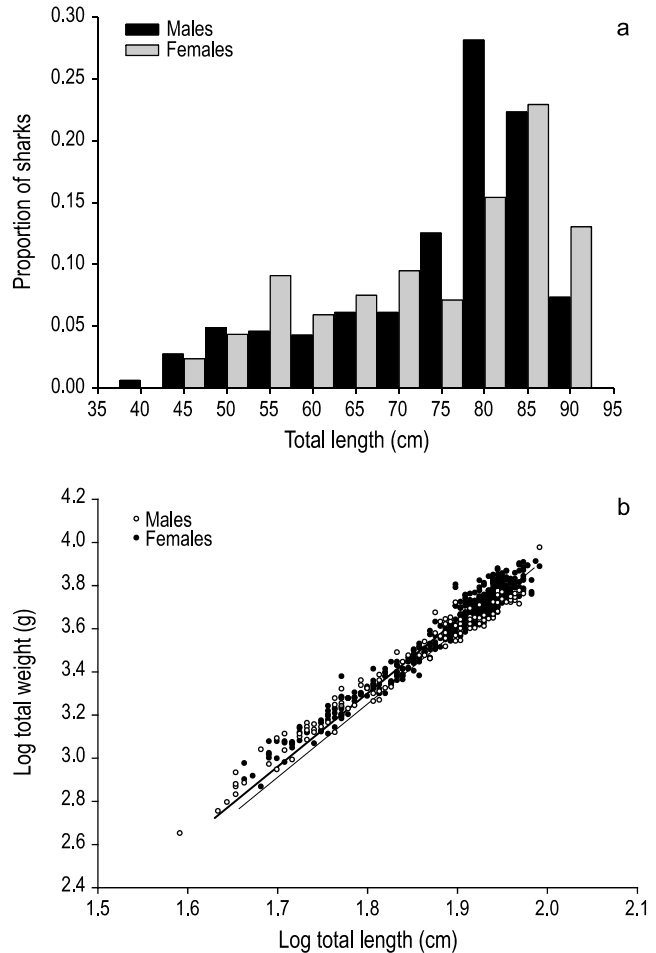 a
Males
Females
Proportion of sharks
0.30
0.25
0.20
0.15
0.10
0.05
0.00
35 40 45 50 55 60 65 70 75 80 85 90 95
Total length (cm)
b
Males
Females
Log total weight (g)
4.2
4.0
3.8
3.6
3.4
3.2
3.0
2.8
2.6
2.4
1.5 1.6 1.7 1.8 1.9 2.0 2.1
Log total length (cm)